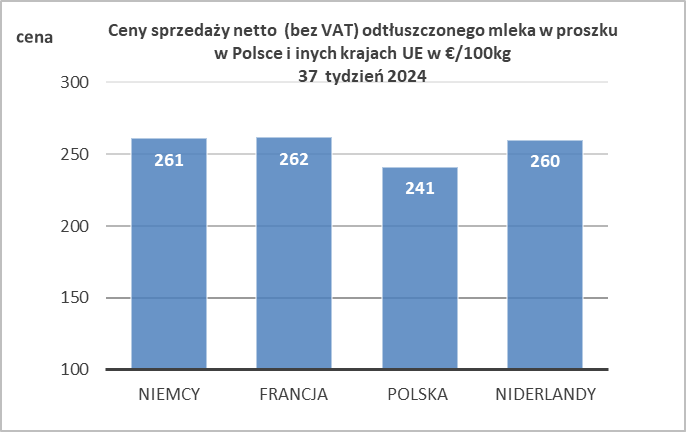 cena
Ceny sprzedaży netto (bez VAT) odtłuszczonego mleka w proszku
w Polsce i inych krajach UE w €/100kg
37 tydzień 2024
300
250
200
150
100
261
262
241
260
NIEMCY
FRANCJA
POLSKA
NIDERLANDY